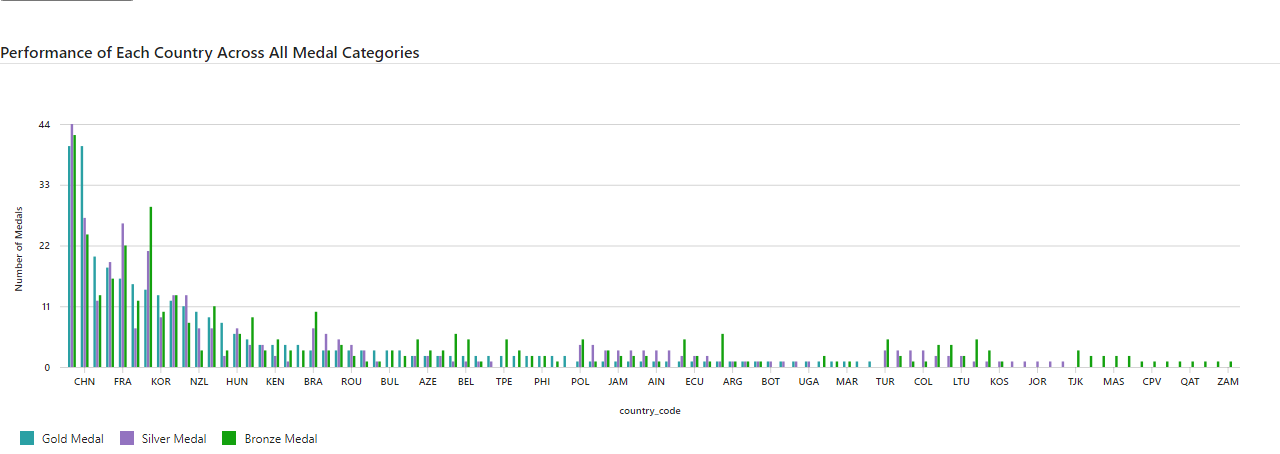 Performance of Each Country Across All Medal Categories
Number of Medals
44
33
22
11
0
CHN FRA KOR NZL HUN KEN BRA ROU BUL AZE BEL TPE PHI POL JAM AIN ECU ARG BOT UGA MAR TUR COL LTU KOS JOR TJK MAS CPV QAT ZAM
country_code
Gold Medal Silver Medal Bronze Medal